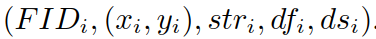 (FID_i, (x_i, y_i), str_i, df_i, ds_i).